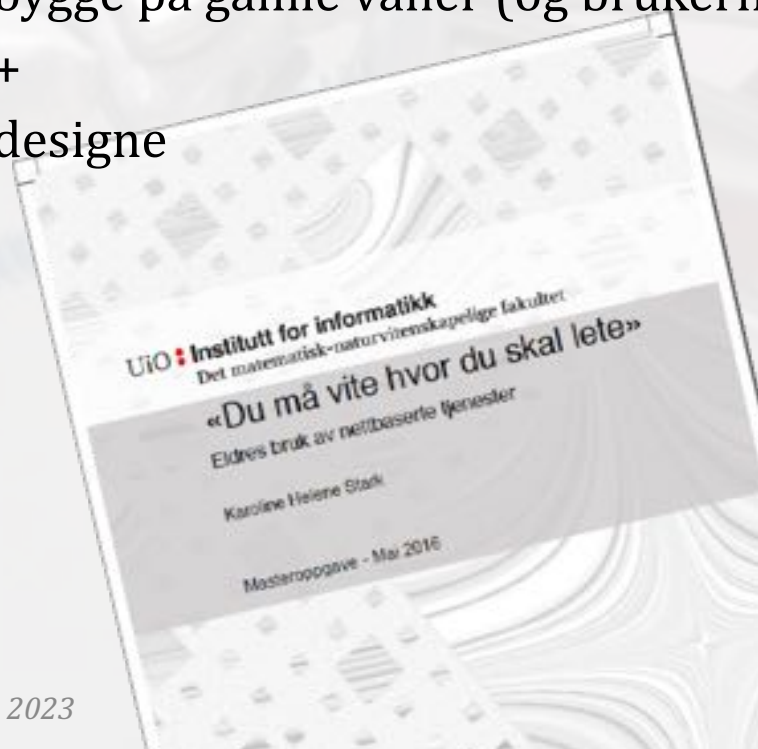 bygge på gamle vaner (og brukern
+
designe
UiO : Institutt for informatikk
Det matematisk-naturvitenskapelige fakultet
«Du må vite hvor du skal lete»
Eldres bruk av nettbaserte tjenester
Karoline Helene Stark
Masteroppgave - Mai 2016
2023